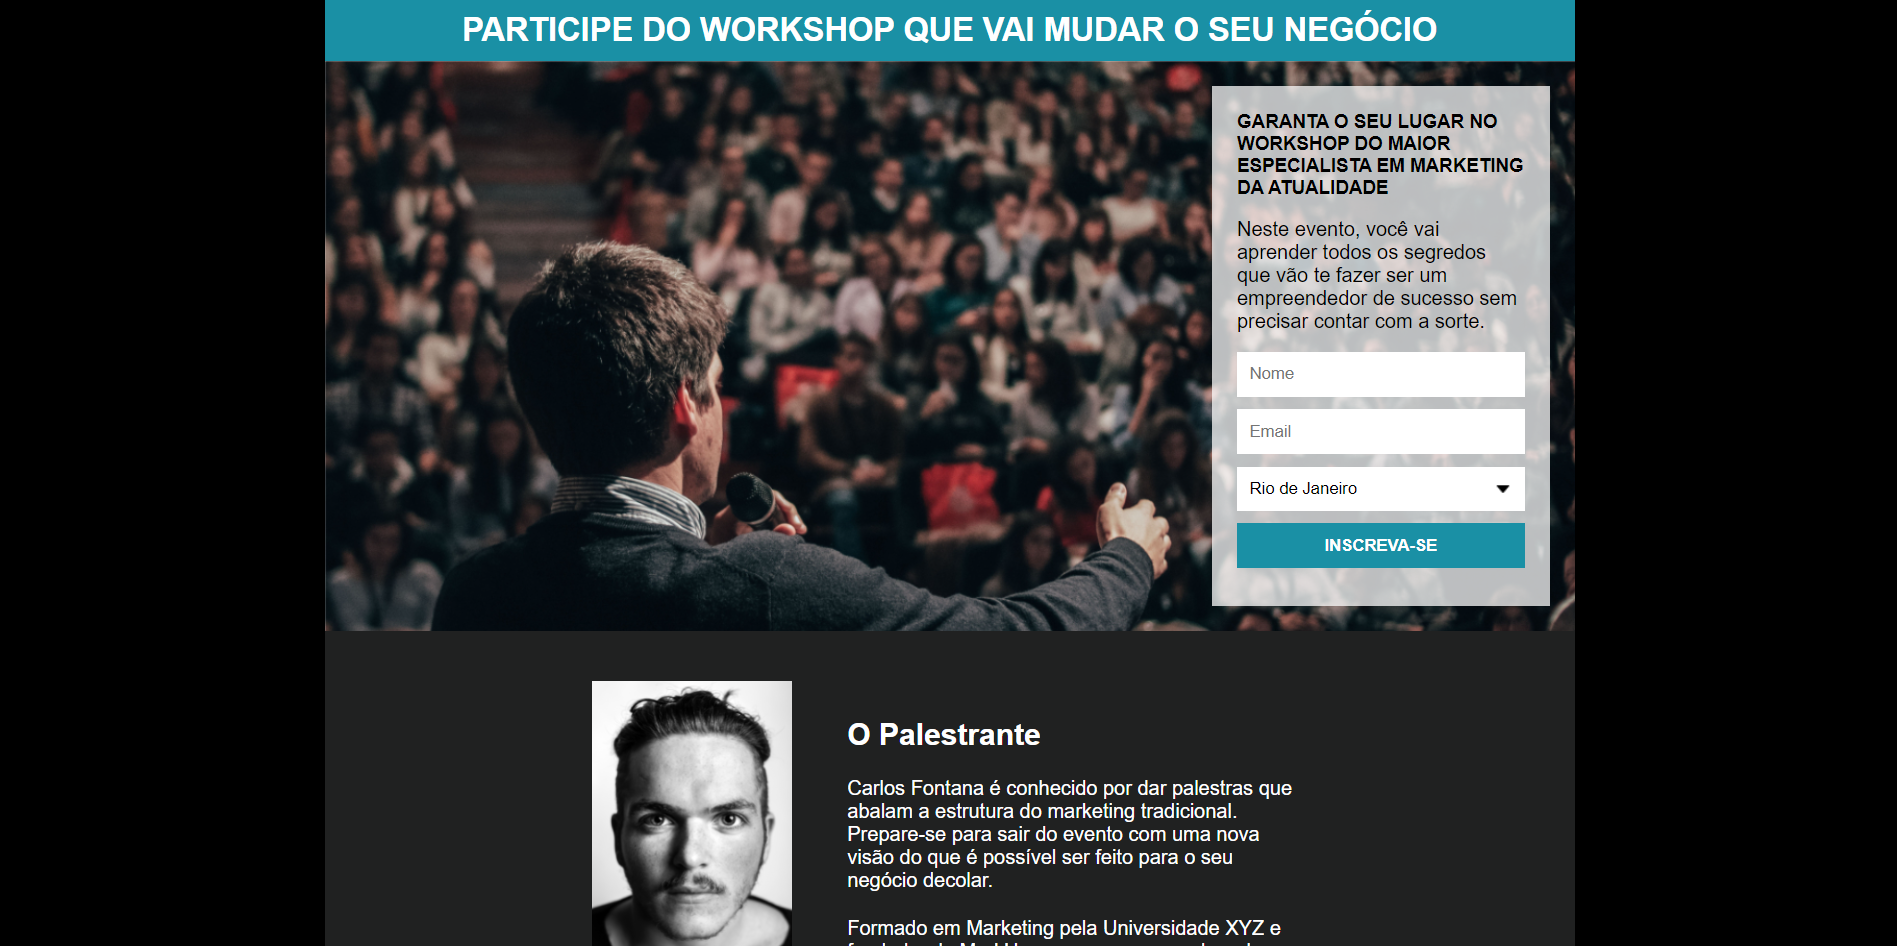 PARTICIPE DO WORKSHOP QUE VAI MUDAR O SEU NEGÓCIO
GARANTA O SEU LUGAR NO
WORKSHOP DO MAIOR
ESPECIALISTA EM MARKETING
DA ATUALIDADE
Neste evento, você vai
aprender todos os segredos
que vão te fazer ser um
empreendedor de sucesso sem
precisar contar com a sorte.
Nome
Email
Rio de Janeiro
INSCREVA-SE
O Palestrante
Carlos Fontana é conhecido por dar palestras que
abalam a estrutura do marketing tradicional.
Prepare-se para sair do evento com uma nova
visão do que é possível ser feito para o seu
negócio decolar.
Formado em Marketing pela Universidade XYZ e